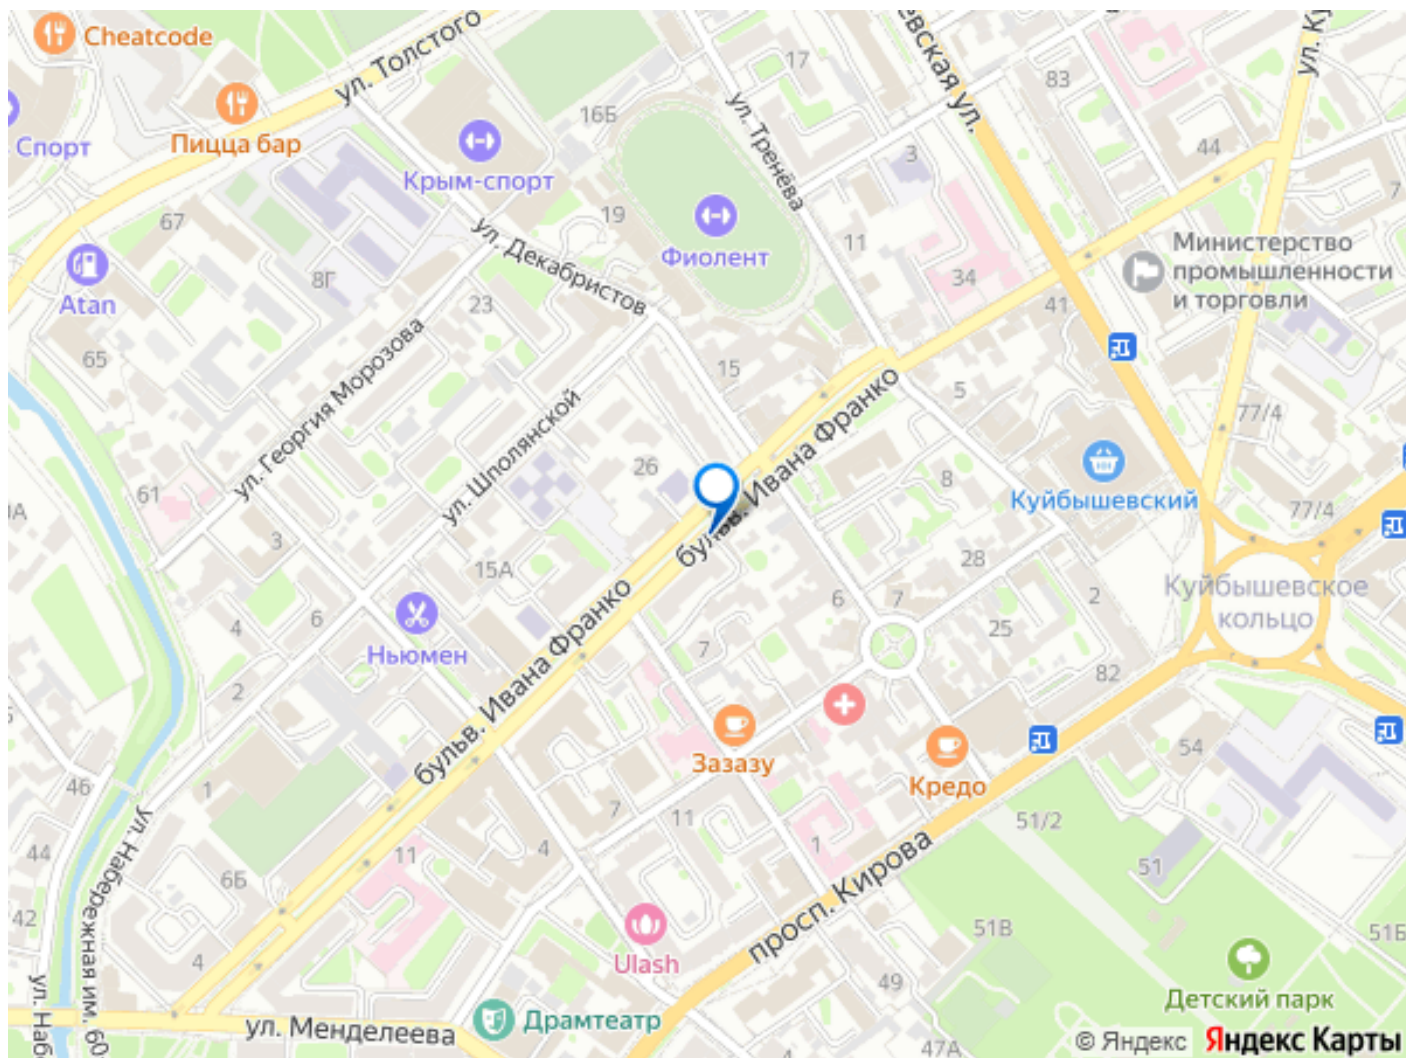 Cheatcode
ул. Толстого
Пицца бар
Спорт
16Б
17
83
ул. Тренёва
3
44
7
Крым-спорт
67
19
ул. Декабристов
Фиолент
11
34
Министерство
промышленности
и торговли
41
Atan
8Г
23
65
ул. Георгия Морозова
15
5
77/4
ул. Шполянской
бульв. Ивана Франко
26
8
Куйбышевский
61
77/4
3
15А
28
Куйбышевское
кольцо
6
4
Ньюмен
6
7
2
25
7
82
2
бульв. Ивана Франко
Зазазу
Кредо
54
46
1
ул. Набережная им. 60
7
11
51/2
4
1
51
44
11
6Б
просп. Кирова
42
51В
51Б
4
Ulash
49
Детский парк
ул. Наб
ул. Менделеева
Драмтеатр
47А
© Яндекс Яндекс Карты